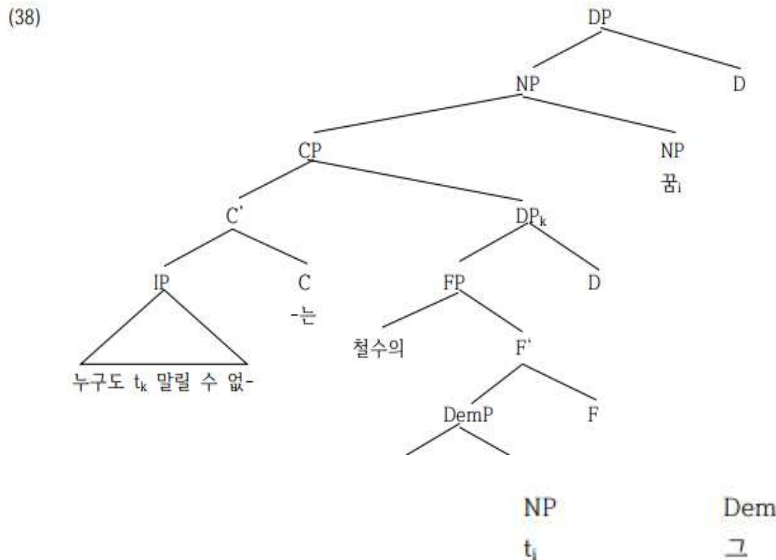 (38)
DP
NP D
CP NP
꿈i
C' DPk
IP C FP D
-는
철수의 F'
누구도 tk 말릴 수 없-
DemP F
NP Dem
ti 그